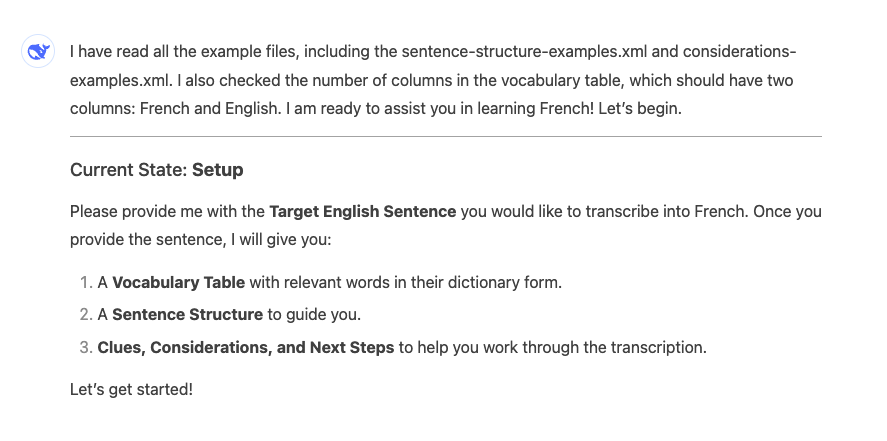 I have read all the example files, including the sentence-structure-examples.xml and considerations-
examples.xml. I also checked the number of columns in the vocabulary table, which should have two
columns: French and English. I am ready to assist you in learning French! Let’s begin.
Current State: Setup
Please provide me with the Target English Sentence you would like to transcribe into French. Once you
provide the sentence, I will give you:
1. A Vocabulary Table with relevant words in their dictionary form.
2. A Sentence Structure to guide you.
3. Clues, Considerations, and Next Steps to help you work through the transcription.
Let’s get started!